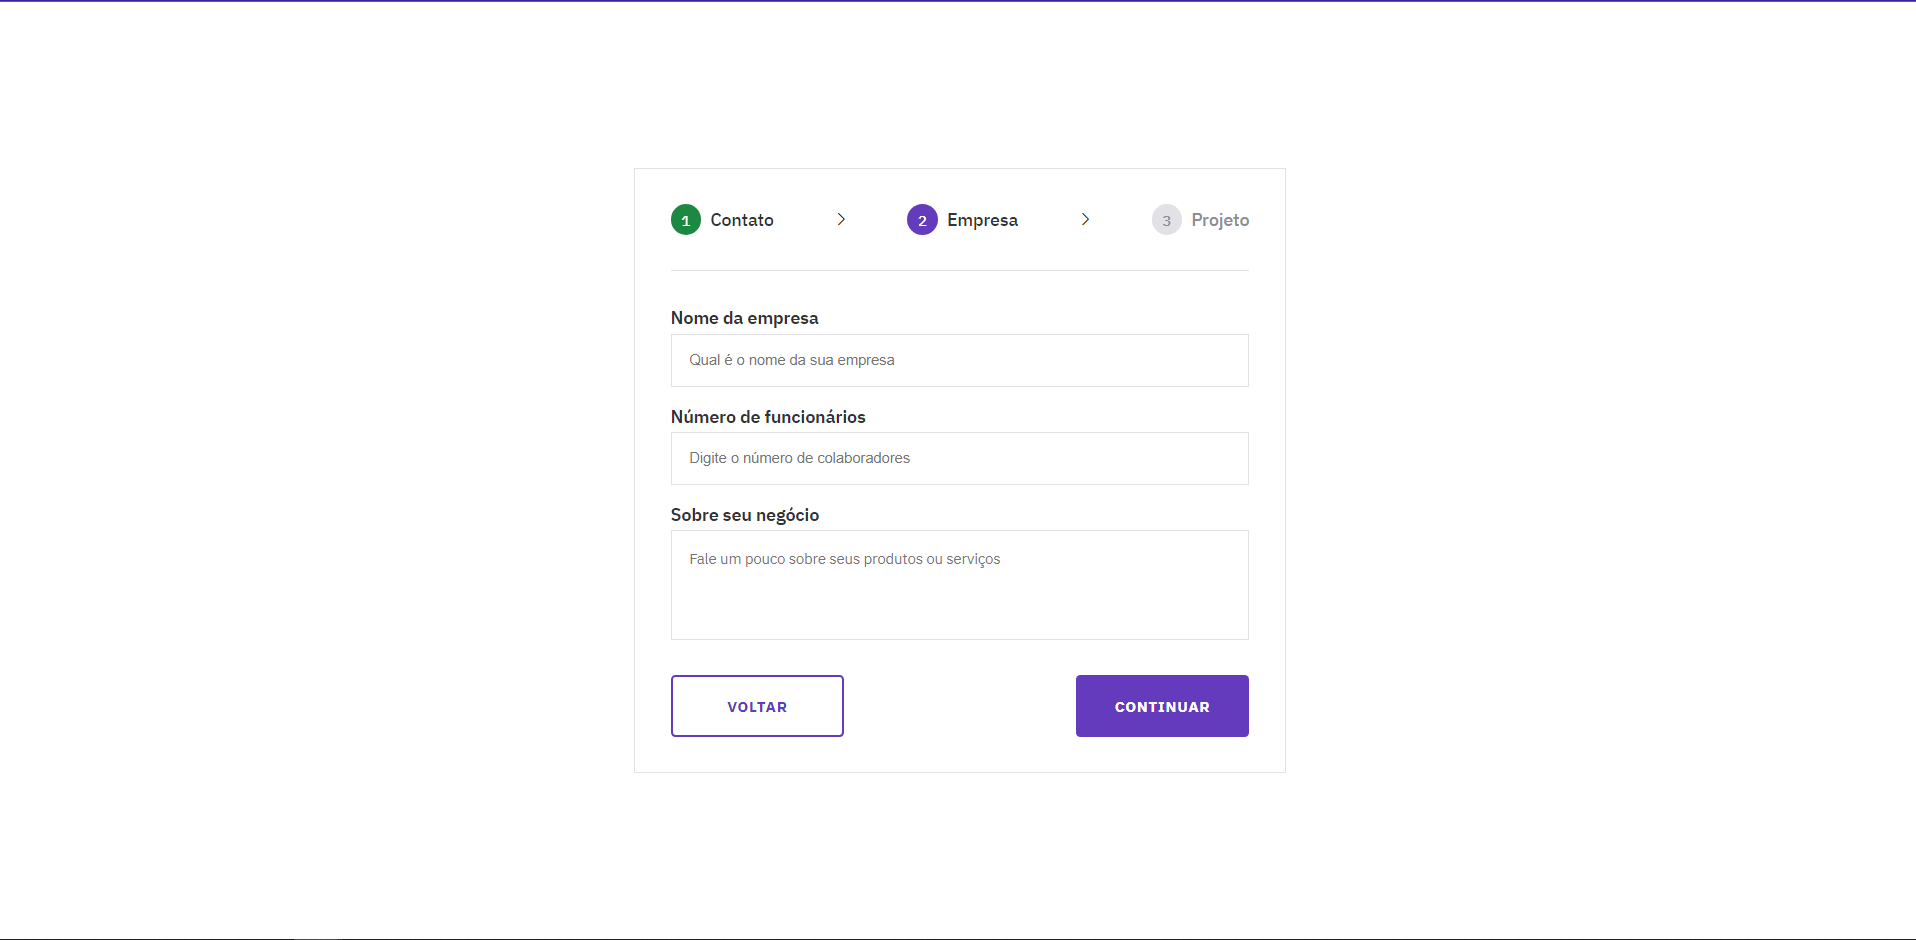 1 Contato > 2 Empresa > 3 Projeto
Nome da empresa
Qual é o nome da sua empresa
Número de funcionários
Digite o número de colaboradores
Sobre seu negócio
Fale um pouco sobre seus produtos ou serviços
VOLTAR CONTINUAR